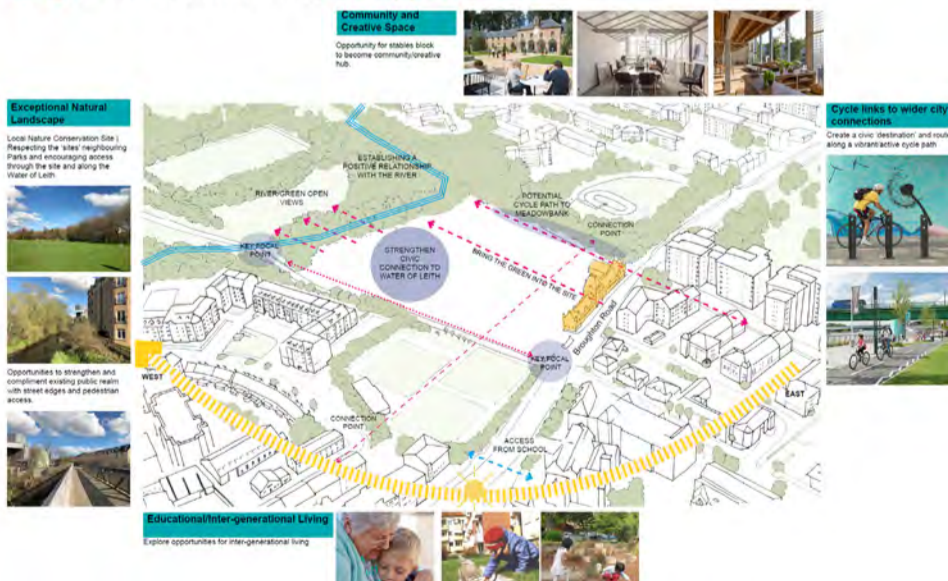 Community and
Creative Space
Opportunity for stables block
to become community/creative
hub.
Exceptional Natural
Landscape
Local Nature Conservation Site |
Respecting the 'sites' neighbouring
Parks and encouraging access
through the site and along the
Water of Leith
Opportunities to strengthen and
compliment existing public realm
with street edges and pedestrian
access.
ESTABLISHING A
POSITIVE RELATIONSHIP
WITH THE RIVER
RIVER/GREEN OPEN
VIEWS
POTENTIAL
CYCLE PATH TO
MEADOWBANK
CONNECTION
POINT
KEY FOCAL
POINT
STRENGTHEN
CIVIC
CONNECTION TO
WATER OF LEITH
BRING THE GREEN INTO THE SITE
Broughton Road
KEY FOCAL
POINT
WEST
EAST
CONNECTION
POINT
ACCESS
FROM SCHOOL
Cycle links to wider city
connections
Create a civic 'destination' and route
along a vibrant/active cycle path
Educational/Inter-generational Living
Explore opportunities for inter-generational living